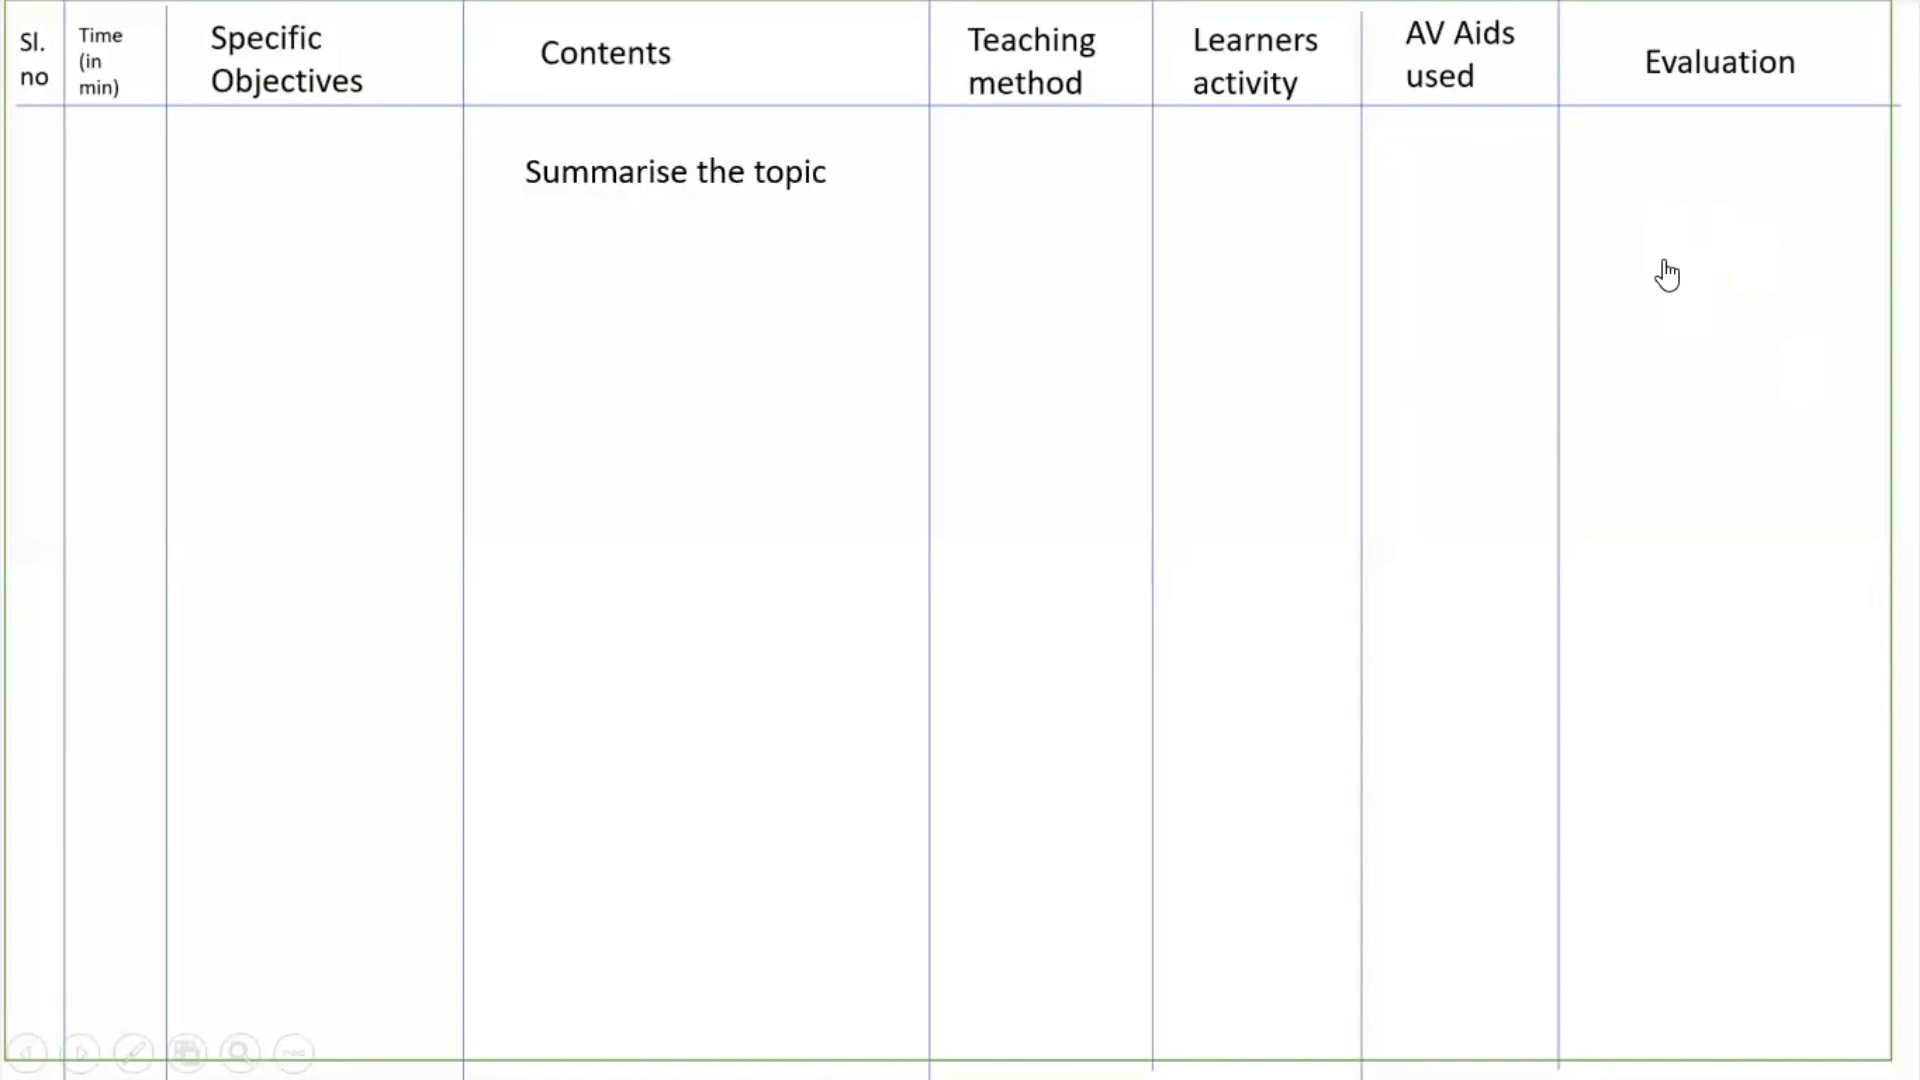 Sl.
no
Time
(in
min)
Specific
Objectives
Contents
Teaching
method
Learners
activity
AV Aids
used
Evaluation
Summarise the topic